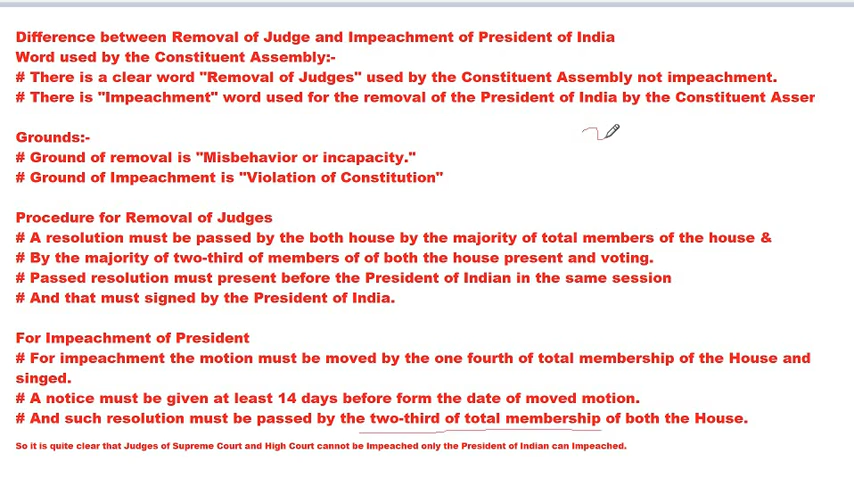 Difference between Removal of Judge and Impeachment of President of India
Word used by the Constituent Assembly:-
# There is a clear word "Removal of Judges" used by the Constituent Assembly not impeachment.
# There is "Impeachment" word used for the removal of the President of India by the Constituent Asser
Grounds:-
# Ground of removal is "Misbehavior or incapacity."
# Ground of Impeachment is "Violation of Constitution"
Procedure for Removal of Judges
# A resolution must be passed by the both house by the majority of total members of the house &
# By the majority of two-third of members of of both the house present and voting.
# Passed resolution must present before the President of Indian in the same session
# And that must signed by the President of India.
For Impeachment of President
# For impeachment the motion must be moved by the one fourth of total membership of the House and
singed.
# A notice must be given at least 14 days before form the date of moved motion.
# And such resolution must be passed by the two-third of total membership of both the House.
So it is quite clear that Judges of Supreme Court and High Court cannot be Impeached only the President of Indian can Impeached.